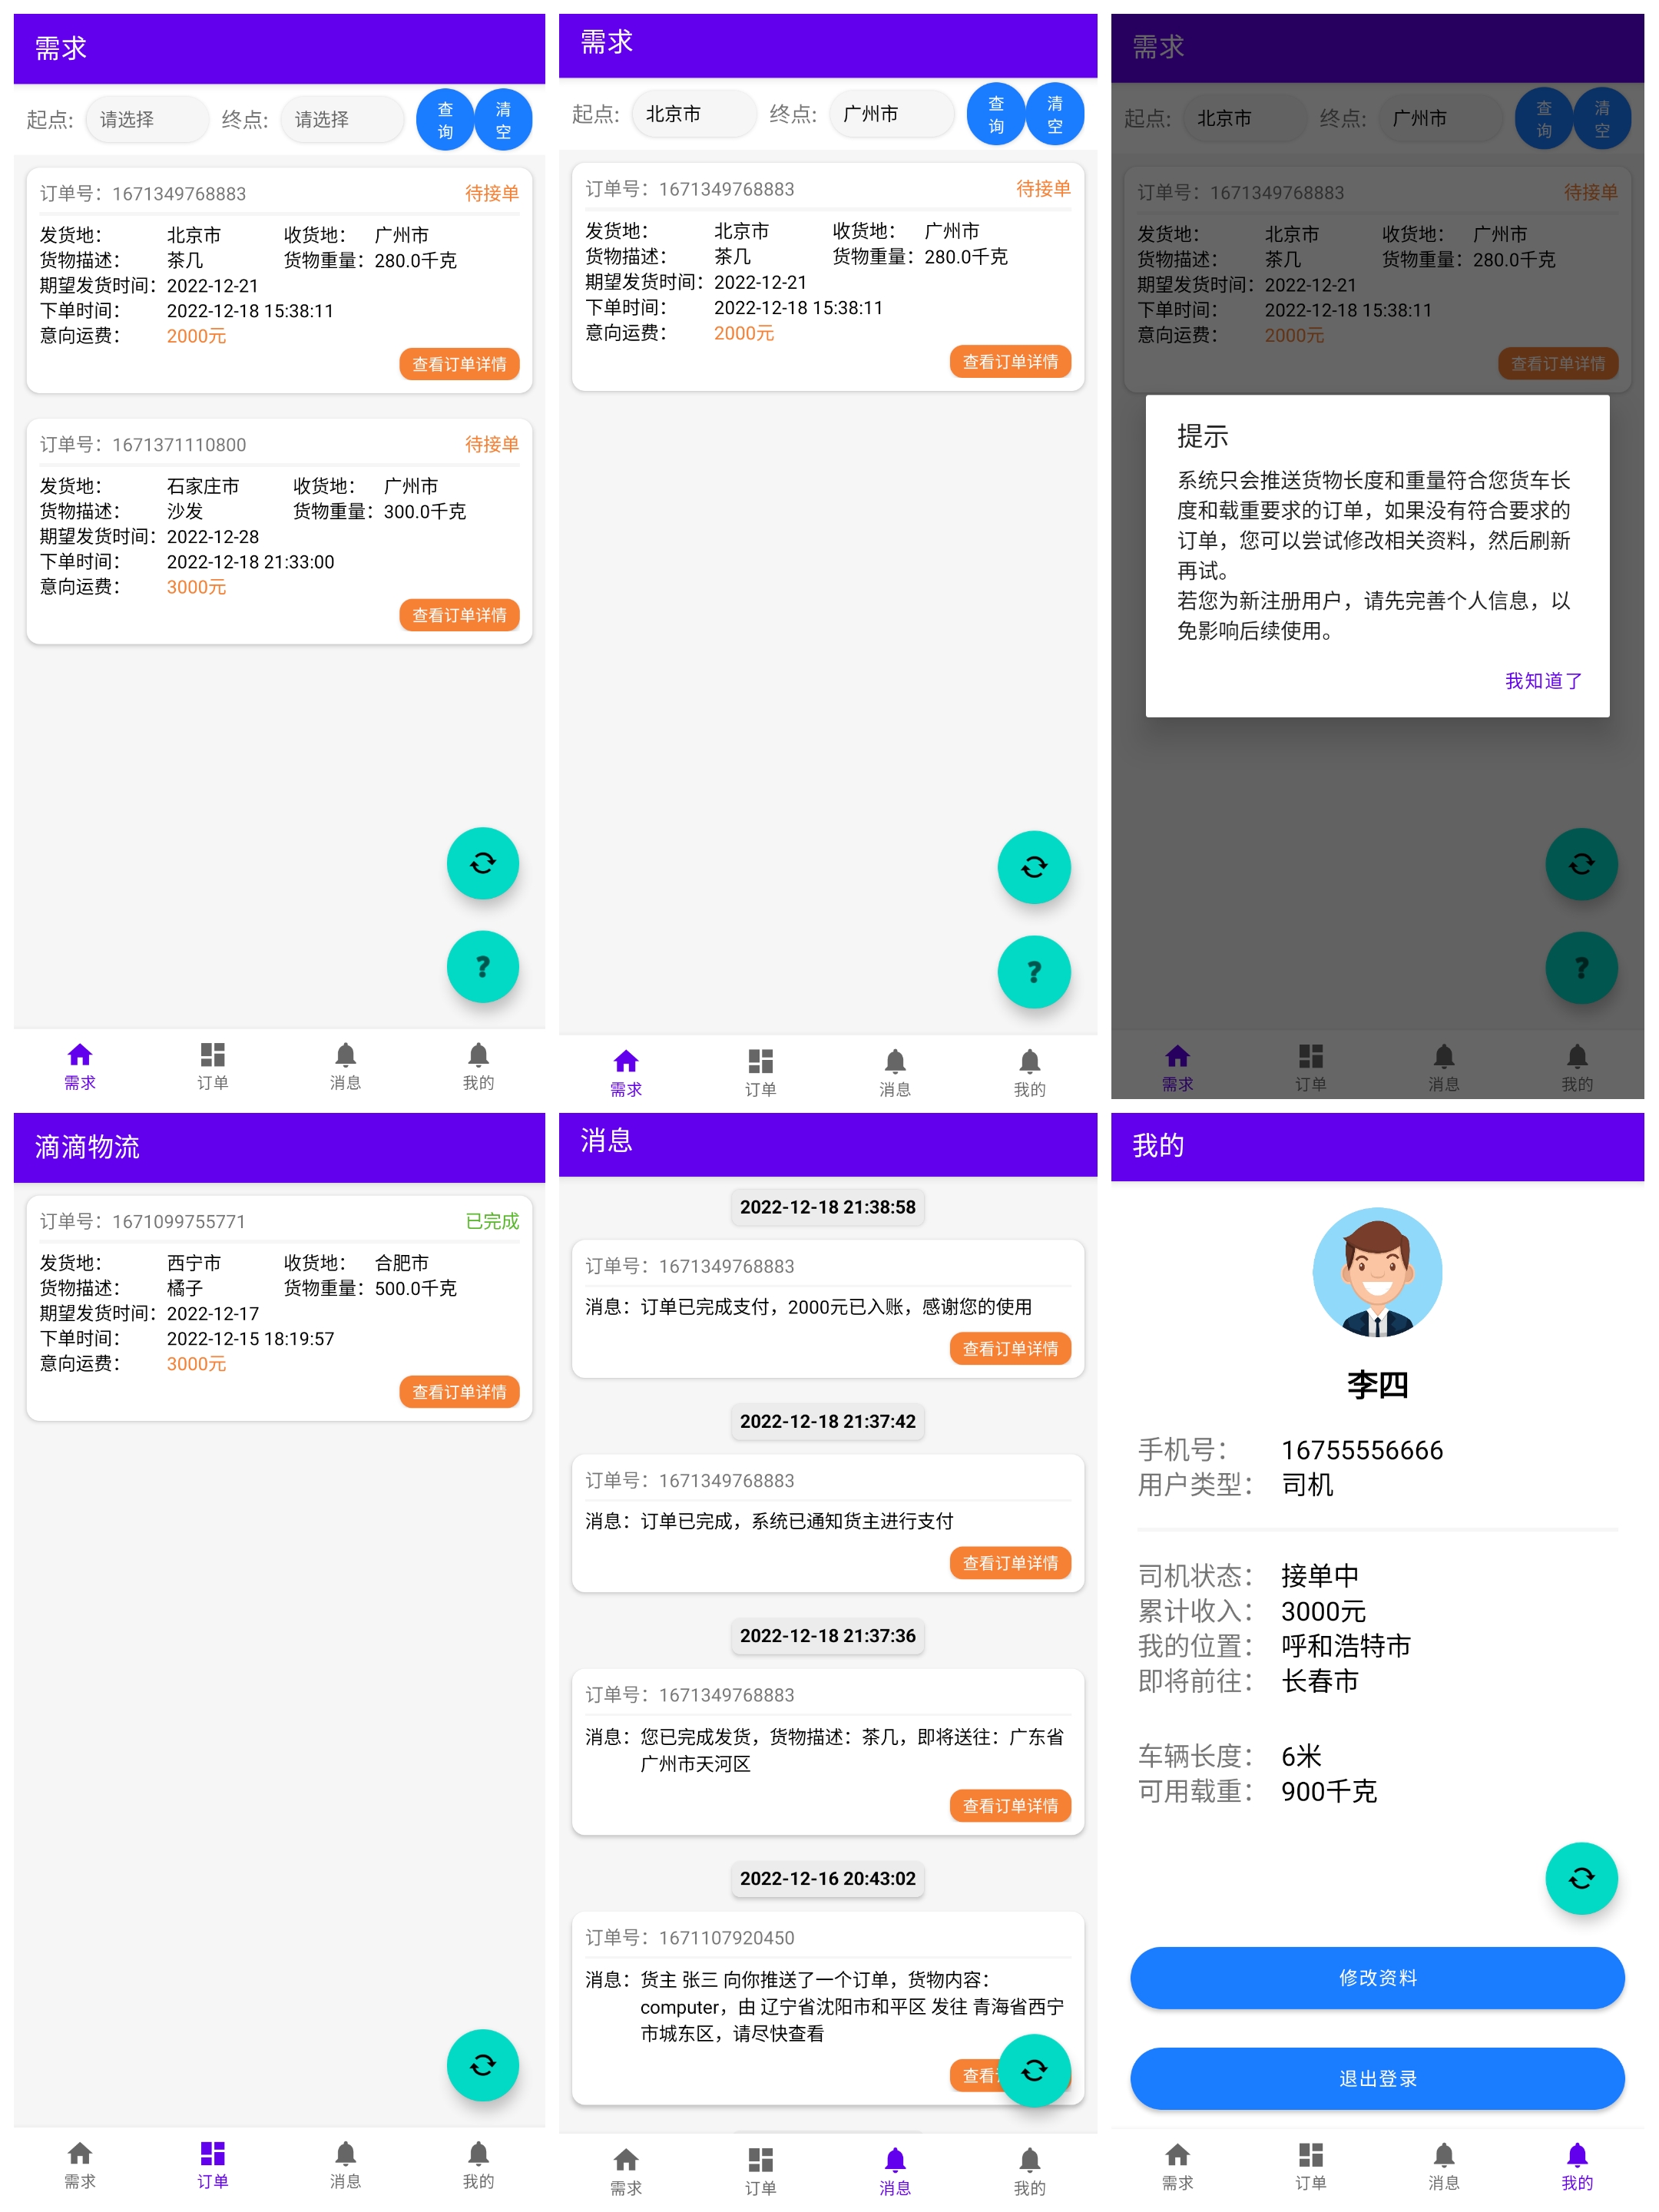 需求
起点: 请选择 终点: 请选择 查询 清空
订单号：1671349768883 待接单
发货地： 北京市 收货地： 广州市
货物描述： 茶几 货物重量：280.0千克
期望发货时间：2022-12-21
下单时间： 2022-12-18 15:38:11
意向运费： 2000元
查看订单详情
订单号：1671371110800 待接单
发货地： 石家庄市 收货地： 广州市
货物描述： 沙发 货物重量：300.0千克
期望发货时间：2022-12-28
下单时间： 2022-12-18 21:33:00
意向运费： 3000元
查看订单详情
?
需求 订单 消息 我的
需求
起点: 北京市 终点: 广州市 查询 清空
订单号：1671349768883 待接单
发货地： 北京市 收货地： 广州市
货物描述： 茶几 货物重量：280.0千克
期望发货时间：2022-12-21
下单时间： 2022-12-18 15:38:11
意向运费： 2000元
查看订单详情
?
需求 订单 消息 我的
需求
起点: 北京市 终点: 广州市 查询 清空
订单号：1671349768883 待接单
发货地： 北京市 收货地： 广州市
货物描述： 茶几 货物重量：280.0千克
期望发货时间：2022-12-21
下单时间： 2022-12-18 15:38:11
意向运费： 2000元
查看订单详情
提示
系统只会推送货物长度和重量符合您货车长
度和载重要求的订单，如果没有符合要求的
订单，您可以尝试修改相关资料，然后刷新
再试。
若您为新注册用户，请先完善个人信息，以
免影响后续使用。
我知道了
?
需求 订单 消息 我的
滴滴物流
订单号：1671099755771 已完成
发货地： 西宁市 收货地： 合肥市
货物描述： 橘子 货物重量：500.0千克
期望发货时间：2022-12-17
下单时间： 2022-12-15 18:19:57
意向运费： 3000元
查看订单详情
需求 订单 消息 我的
消息
2022-12-18 21:38:58
订单号：1671349768883
消息：订单已完成支付，2000元已入账，感谢您的使用
查看订单详情
2022-12-18 21:37:42
订单号：1671349768883
消息：订单已完成，系统已通知货主进行支付
查看订单详情
2022-12-18 21:37:36
订单号：1671349768883
消息：您已完成发货，货物描述：茶几，即将送往：广东省
广州市天河区
查看订单详情
2022-12-16 20:43:02
订单号：1671107920450
消息：货主 张三 向你推送了一个订单，货物内容：
computer，由 辽宁省沈阳市和平区 发往 青海省西宁
市城东区，请尽快查看
查看
需求 订单 消息 我的
我的
李四
手机号： 16755556666
用户类型： 司机
司机状态： 接单中
累计收入： 3000元
我的位置： 呼和浩特市
即将前往： 长春市
车辆长度： 6米
可用载重： 900千克
修改资料
退出登录
需求 订单 消息 我的